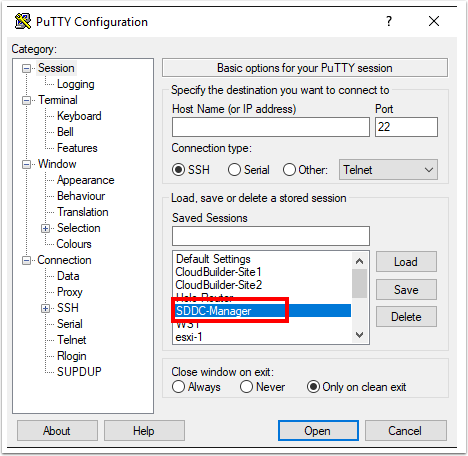 PuTTY Configuration
?
Category:
Session
Logging
Terminal
Keyboard
Bell
Features
Window
Appearance
Behaviour
Translation
Selection
Colours
Connection
Data
Proxy
SSH
Serial
Telnet
Rlogin
SUPDUP
Basic options for your PuTTY session
Specify the destination you want to connect to
Host Name (or IP address) Port
22
Connection type:
SSH Serial Other: Telnet
Load, save or delete a stored session
Saved Sessions
Default Settings
CloudBuilder-Site1
CloudBuilder-Site2
SDDC-Manager
esxi-1
Load
Save
Delete
Close window on exit:
Always Never Only on clean exit
About Help Open Cancel